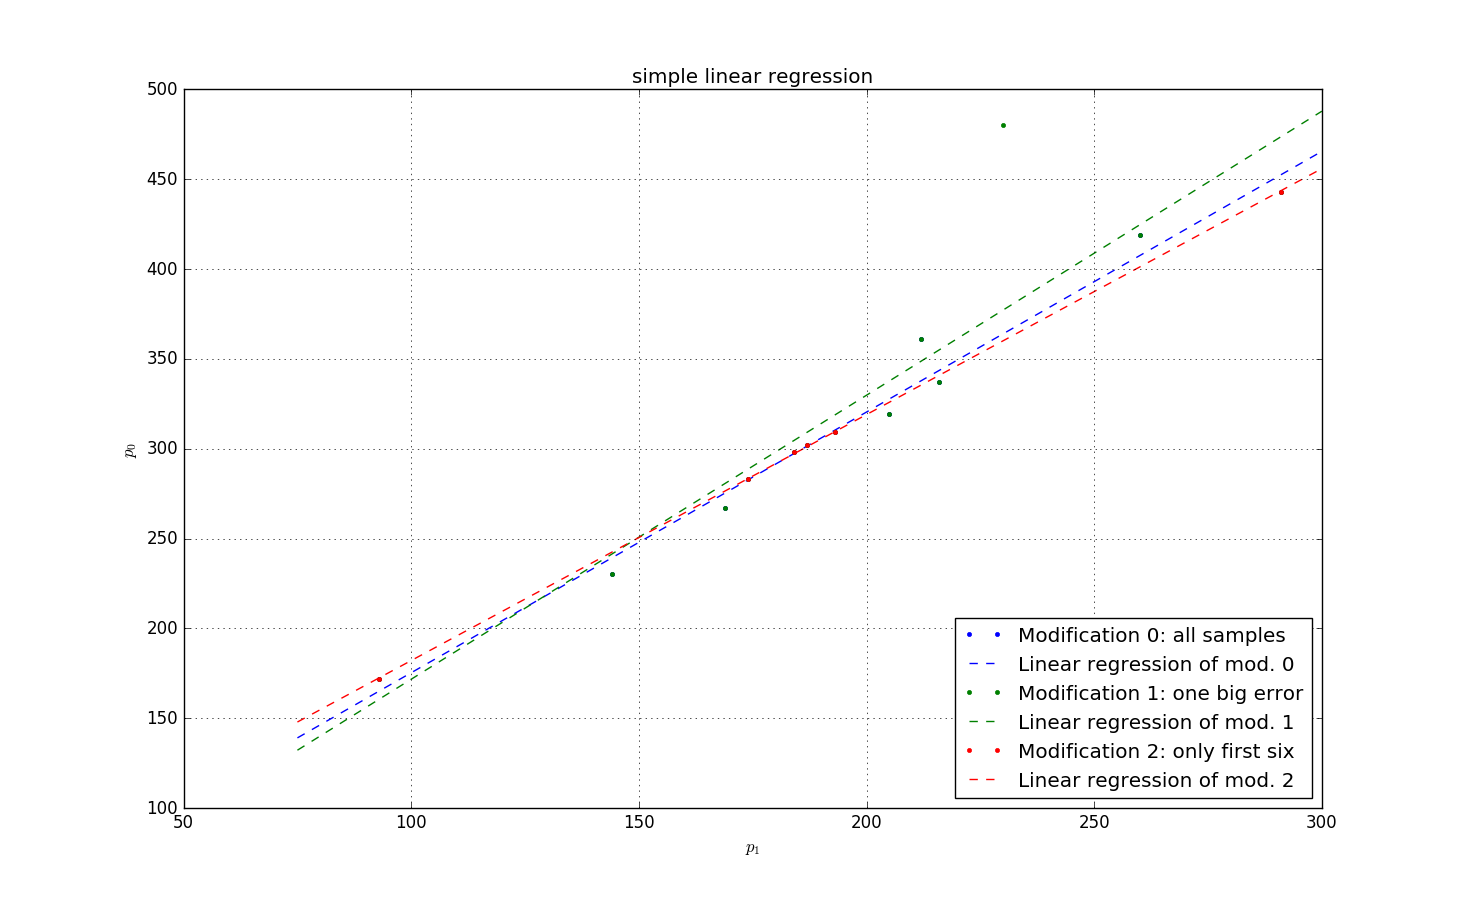 simple linear regression
500
450
400
350
300
250
200
150
100
p0
50 100 150 200 250 300
p1
Modification 0: all samples
Linear regression of mod. 0
Modification 1: one big error
Linear regression of mod. 1
Modification 2: only first six
Linear regression of mod. 2